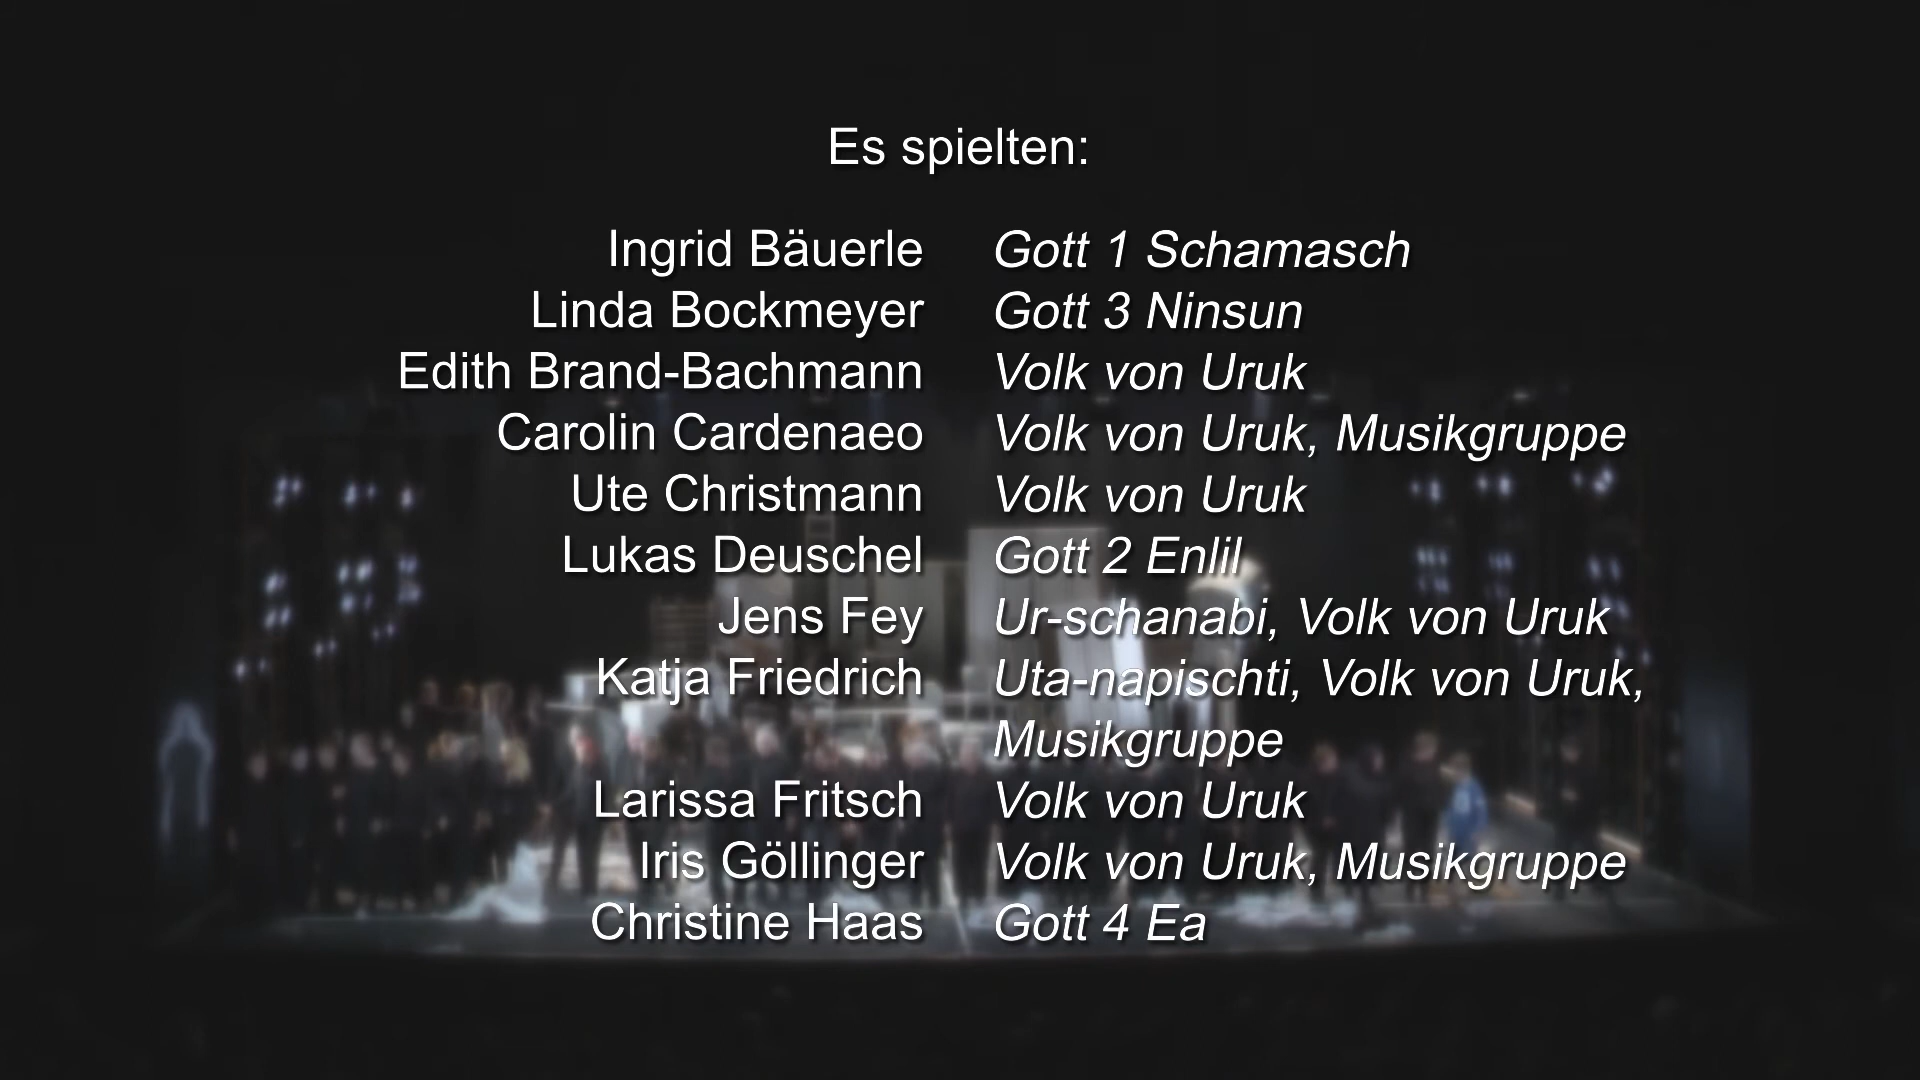 Es spielten:
Ingrid Bäuerle Gott 1 Schamasch
Linda Bockmeyer Gott 3 Ninsun
Edith Brand-Bachmann Volk von Uruk
Carolin Cardenaeo Volk von Uruk, Musikgruppe
Ute Christmann Volk von Uruk
Lukas Deuschel Gott 2 Enlil
Jens Fey Ur-schanabi, Volk von Uruk
Katja Friedrich Uta-napischti, Volk von Uruk,
Musikgruppe
Larissa Fritsch Volk von Uruk
Iris Göllinger Volk von Uruk, Musikgruppe
Christine Haas Gott 4 Ea